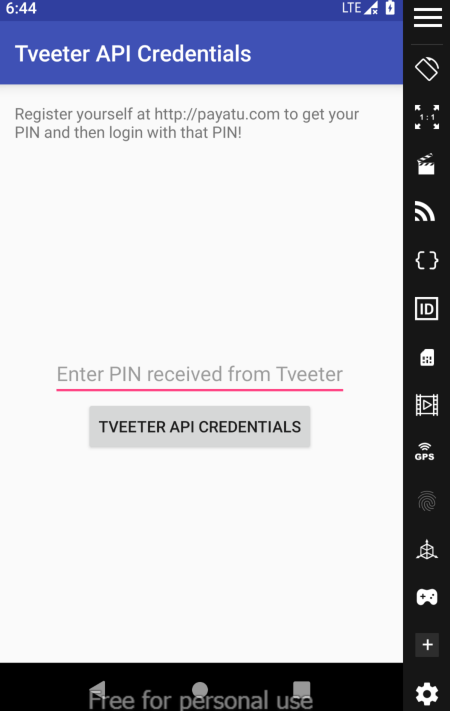 6:44
LTE
Tveeter API Credentials
Register yourself at http://payatu.com to get your
PIN and then login with that PIN!
1:1
{ }
ID
Enter PIN received from Tveeter
TVEETER API CREDENTIALS
GPS
Free for personal use